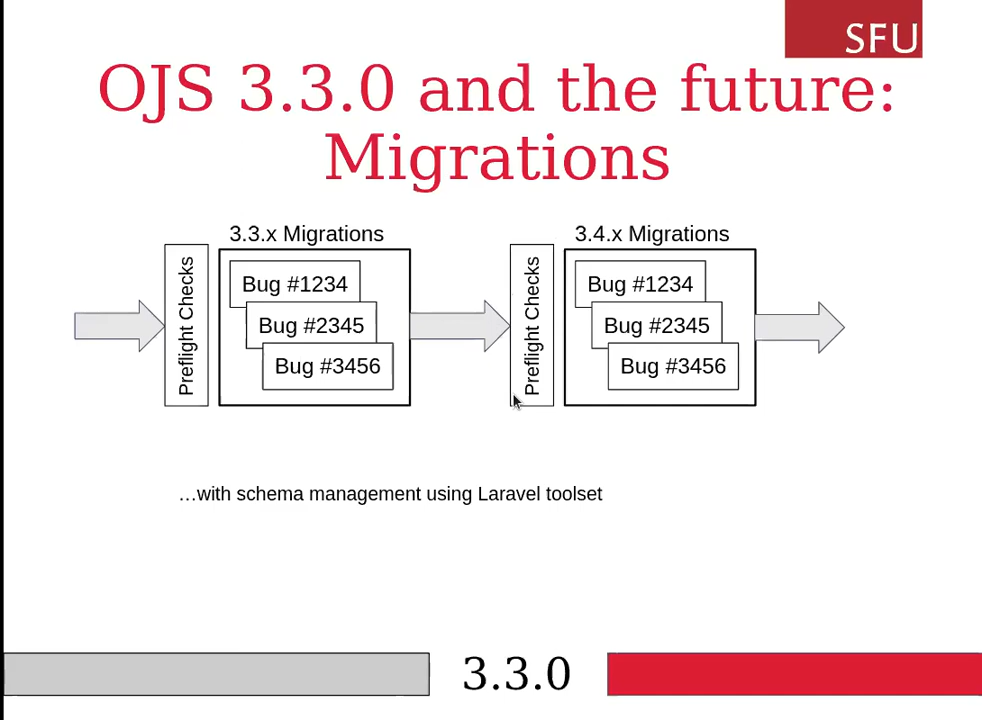 SFU
OJS 3.3.0 and the future:
Migrations
3.3.x Migrations
Preflight Checks
Bug #1234
Bug #2345
Bug #3456
3.4.x Migrations
Preflight Checks
Bug #1234
Bug #2345
Bug #3456
…with schema management using Laravel toolset
3.3.0